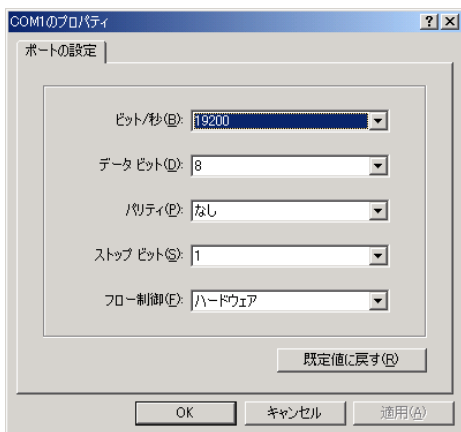 COM1のプロパティ
ポートの設定
ビット/秒(B): 19200
データ ビット(D): 8
パリティ(P): なし
ストップ ビット(S): 1
フロー制御(F): ハードウェア
既定値に戻す(R)
OK キャンセル 適用(A)